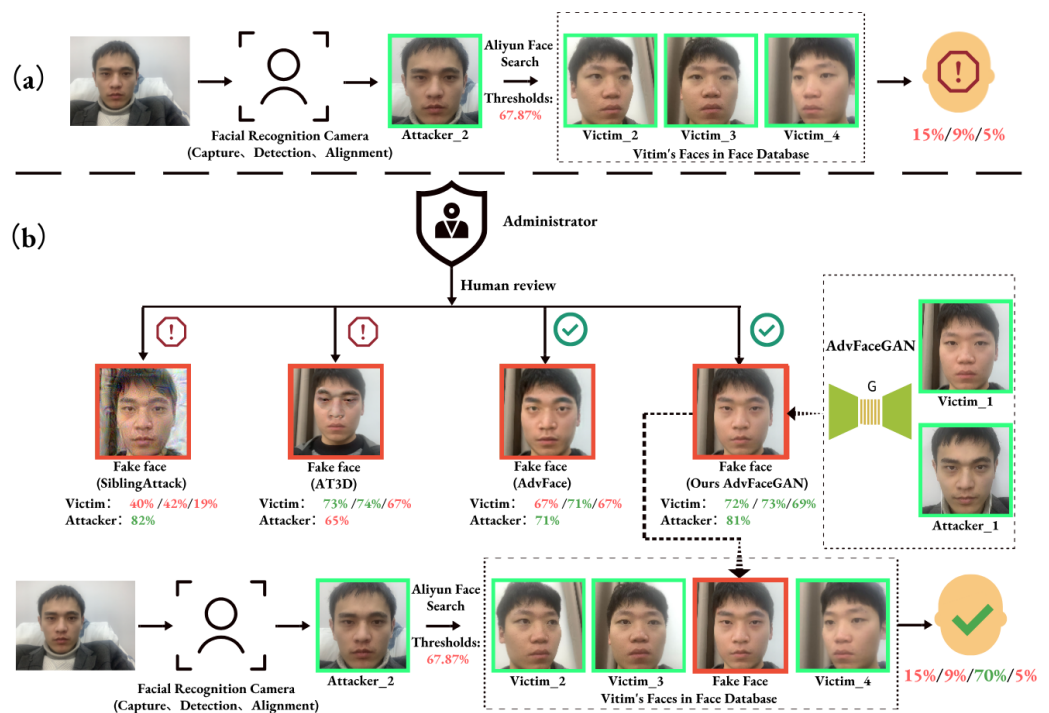 (a)
Aliyun Face
Search
Thresholds:
67.87%
Facial Recognition Camera
(Capture、Detection、Alignment)
Attacker_2
Victim_2
Victim_3
Victim_4
Vitim's Faces in Face Database
15%/9%/5%
(b)
Administrator
Human review
AdvFaceGAN
G
Victim_1
Attacker_1
Fake face
(SiblingAttack)
Victim: 40% /42%/19%
Attacker: 82%
Fake face
(AT3D)
Victim: 73% /74%/67%
Attacker: 65%
Fake face
(AdvFace)
Victim: 67% /71%/67%
Attacker: 71%
Fake face
(Ours AdvFaceGAN)
Victim: 72% / 73%/69%
Attacker: 81%
Aliyun Face
Search
Thresholds:
67.87%
Facial Recognition Camera
(Capture、Detection、Alignment)
Attacker_2
Victim_2
Victim_3
Fake Face
Victim_4
Vitim's Faces in Face Database
15%/9%/70%/5%